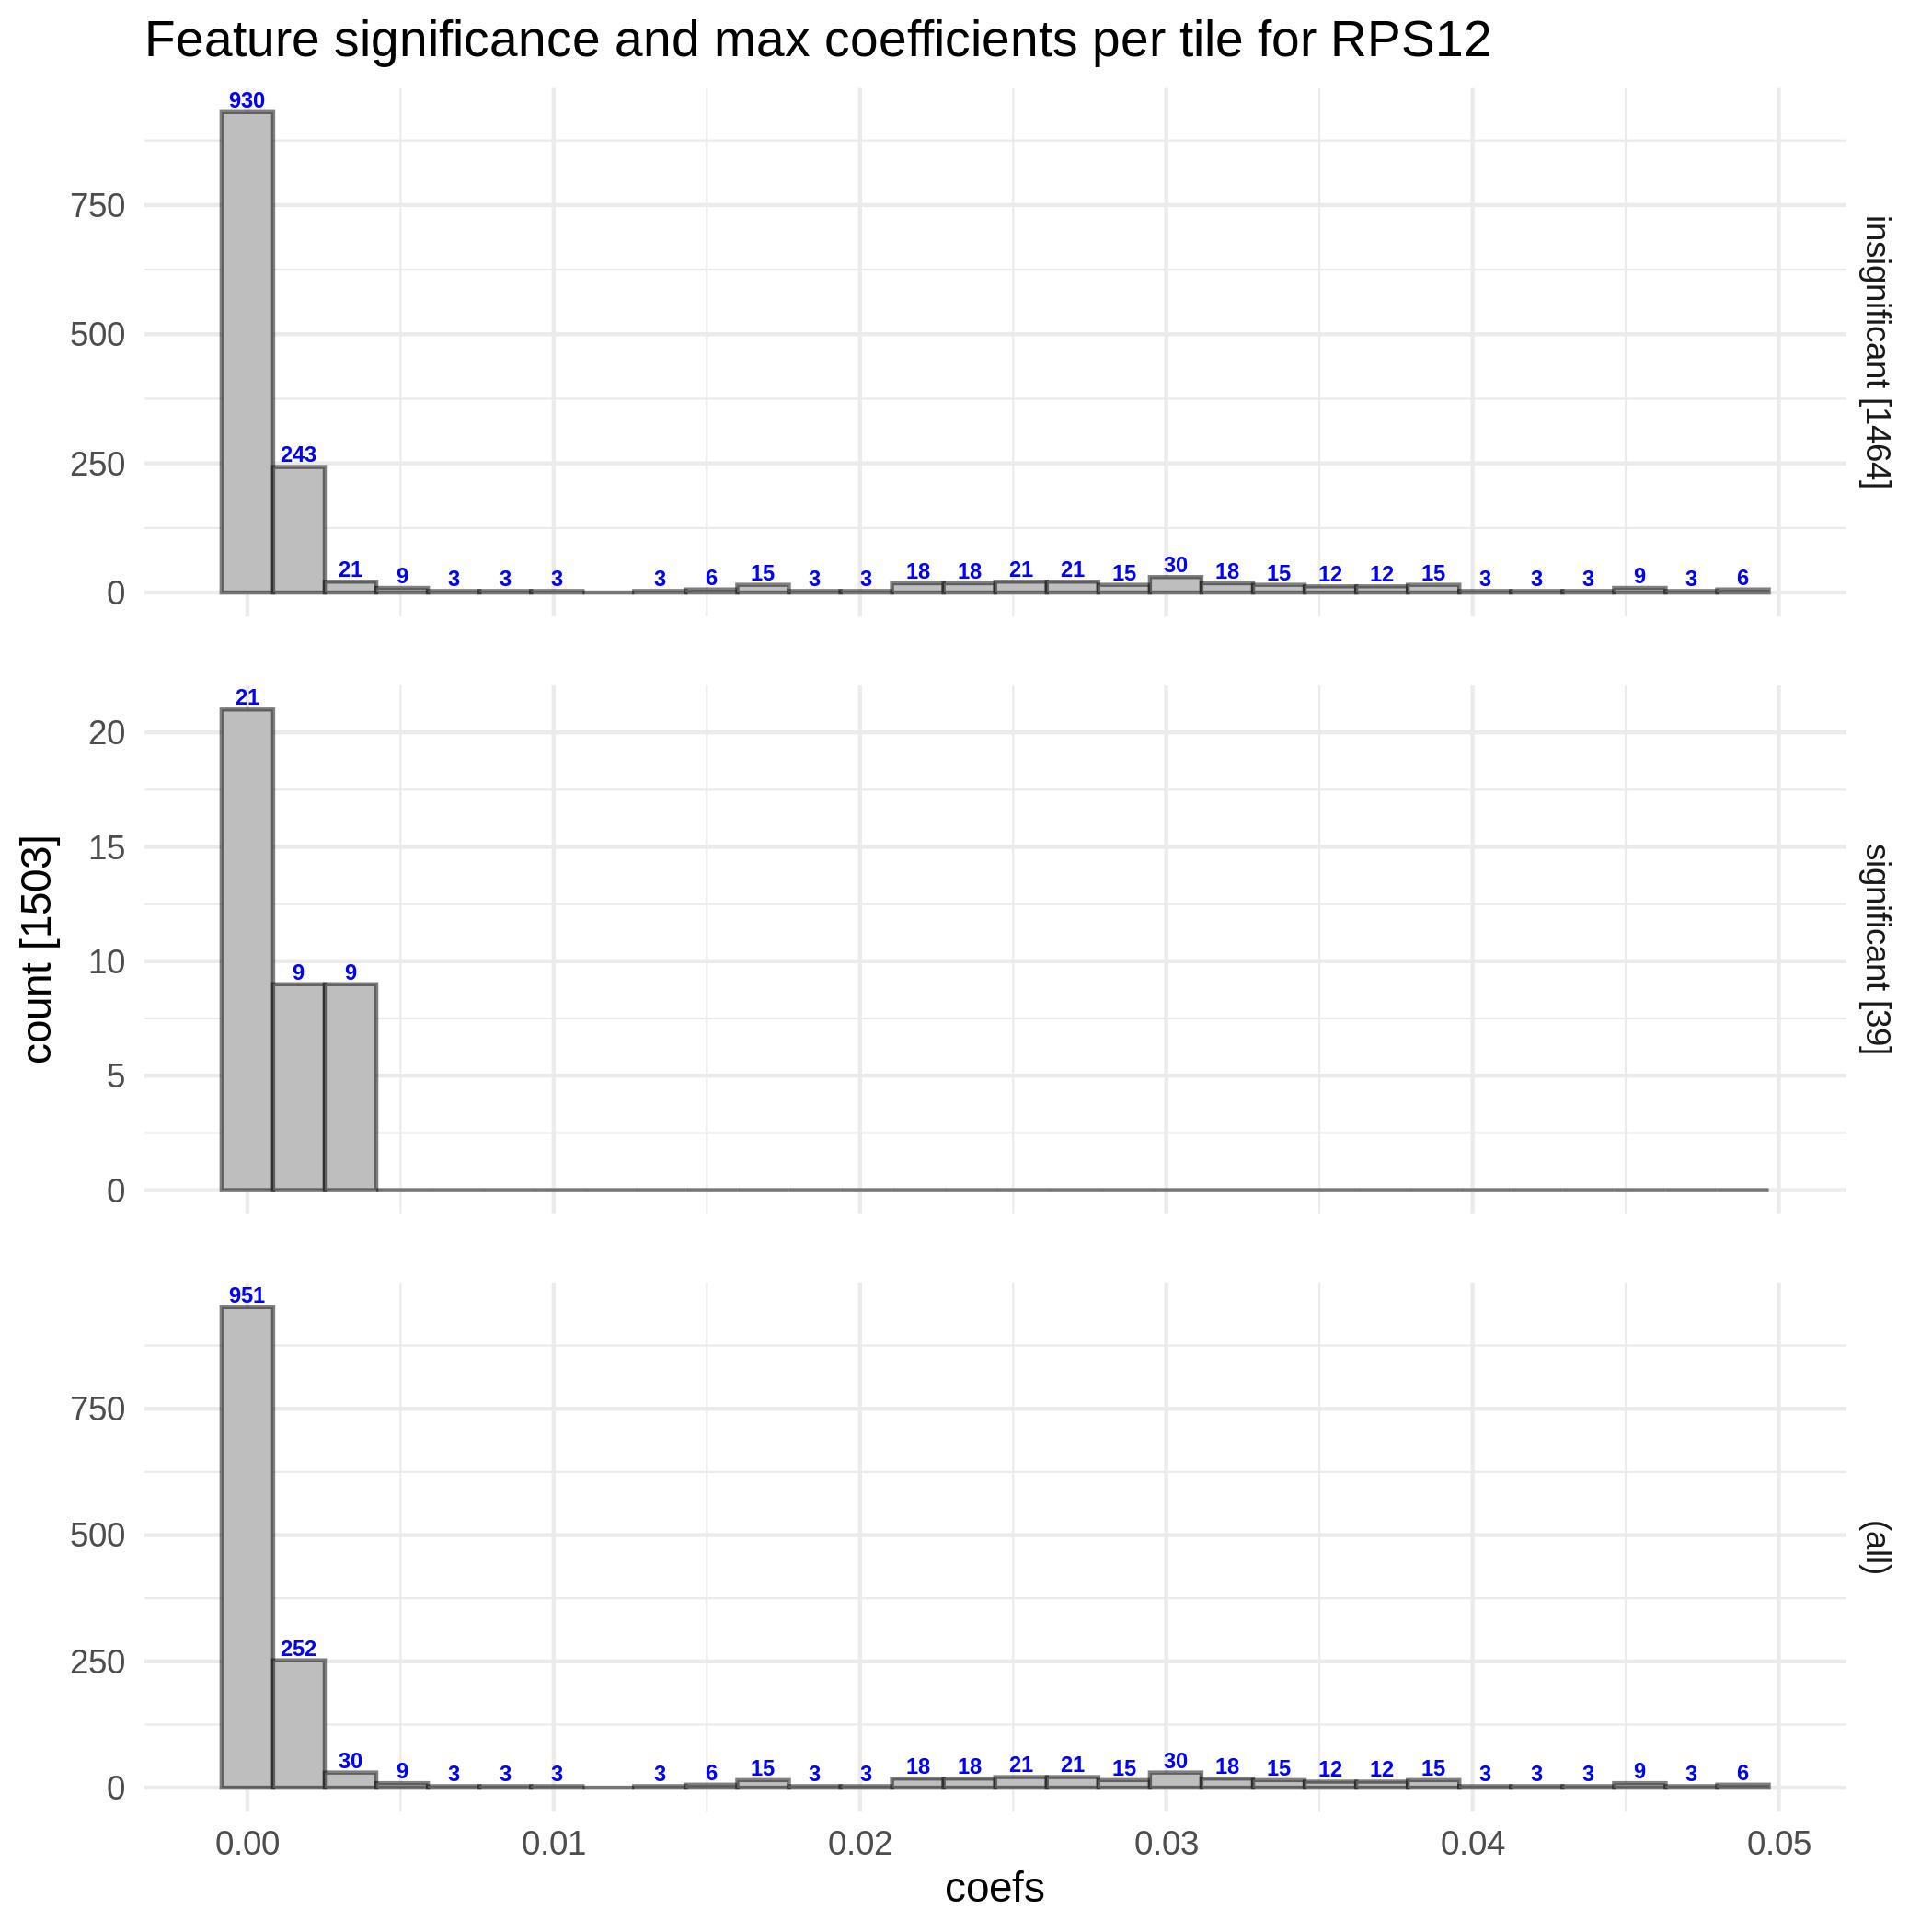 Feature significance and max coefficients per tile for RPS12
930
243
21 9 3 3 3 3 6 15 3 3 18 18 21 21 15 30 18 15 12 12 15 3 3 3 9 3 6
750
500
250
0
insignificant [1464]
21
9 9
20
15
10
5
0
significant [39]
count [1503]
951
252
30 9 3 3 3 3 6 15 3 3 18 18 21 21 15 30 18 15 12 12 15 3 3 3 9 3 6
750
500
250
0
(all)
0.00 0.01 0.02 0.03 0.04 0.05
coefs